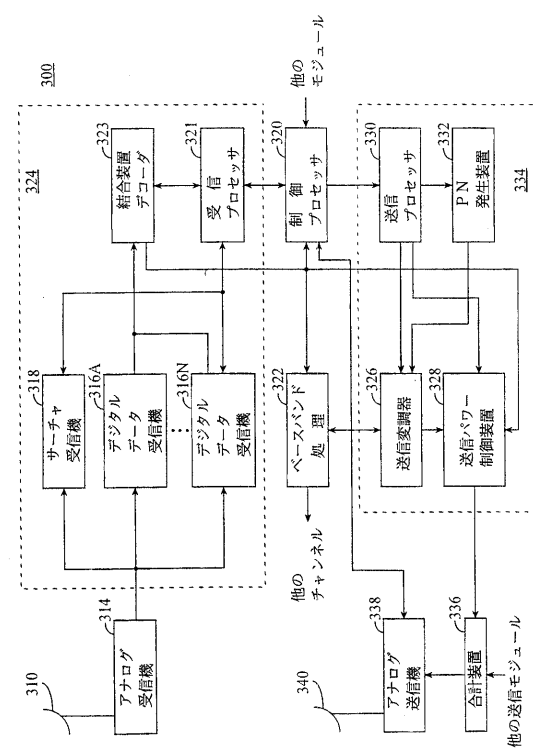 300
324
310
314
アナログ
受信機
318
サーチャ
受信機
316A
デジタル
データ
受信機
316N
デジタル
データ
受信機
323
結合装置
デコーダ
321
受信
プロセッサ
320
制御
プロセッサ
他の
モジュール
322
ベースバンド
処理
他の
チャンネル
330
送信
プロセッサ
332
PN
発生装置
334
326
送信変調器
328
送信パワー
制御装置
340
338
アナログ
送信機
336
合計装置
他の送信モジュール